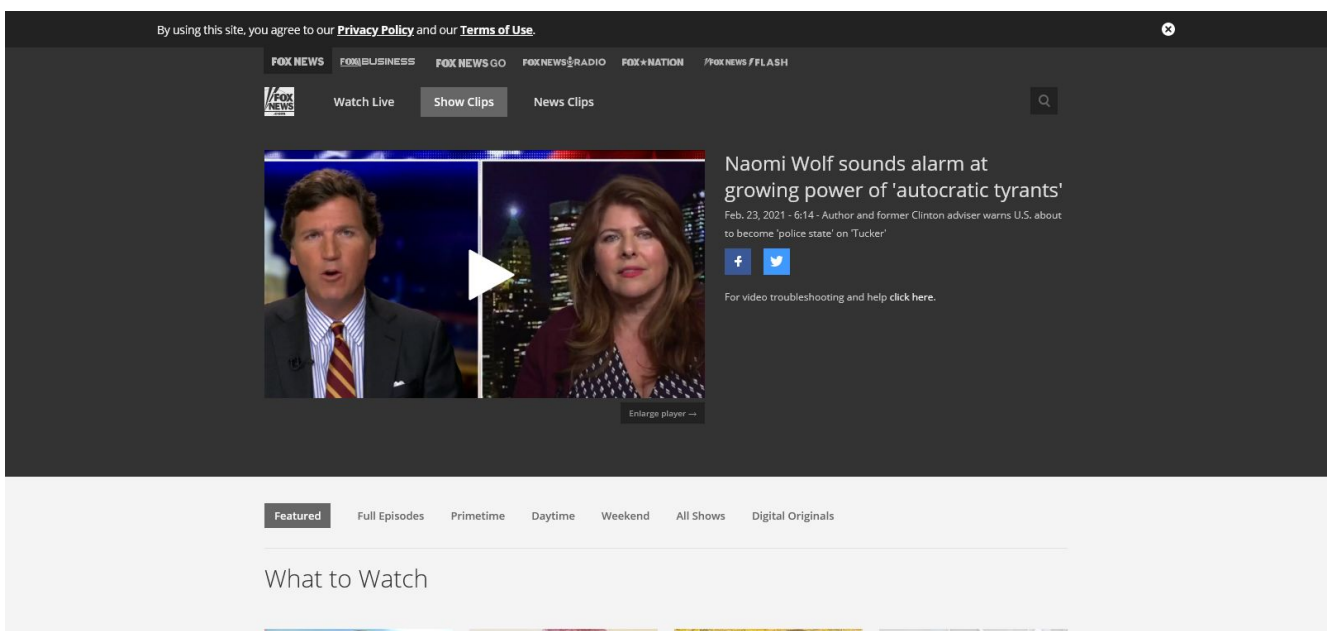 By using this site, you agree to our Privacy Policy and our Terms of Use.
FOX NEWS FOX BUSINESS FOX NEWS GO FOX NEWS RADIO FOX NATION FOX NEWS FLASH
FOX NEWS Watch Live Show Clips News Clips
Naomi Wolf sounds alarm at
growing power of 'autocratic tyrants'
Feb. 23, 2021 - 6:14 - Author and former Clinton adviser warns U.S. about
to become 'police state' on 'Tucker'
For video troubleshooting and help click here.
Enlarge player →
Featured Full Episodes Primetime Daytime Weekend All Shows Digital Originals
What to Watch